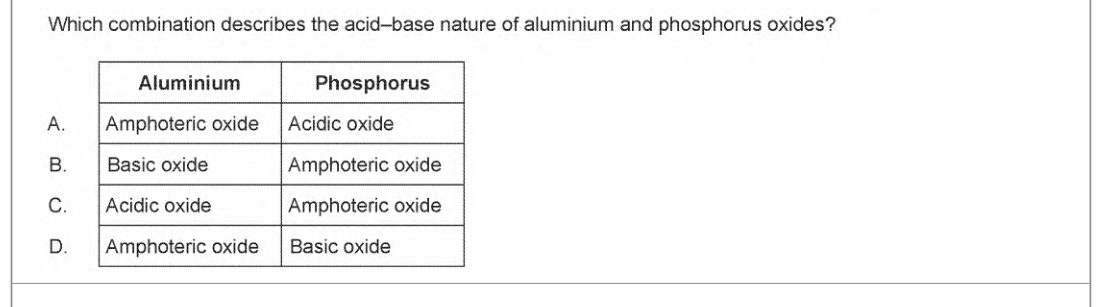 Which combination describes the acid–base nature of aluminium and phosphorus oxides?
Aluminium Phosphorus
A. Amphoteric oxide Acidic oxide
B. Basic oxide Amphoteric oxide
C. Acidic oxide Amphoteric oxide
D. Amphoteric oxide Basic oxide